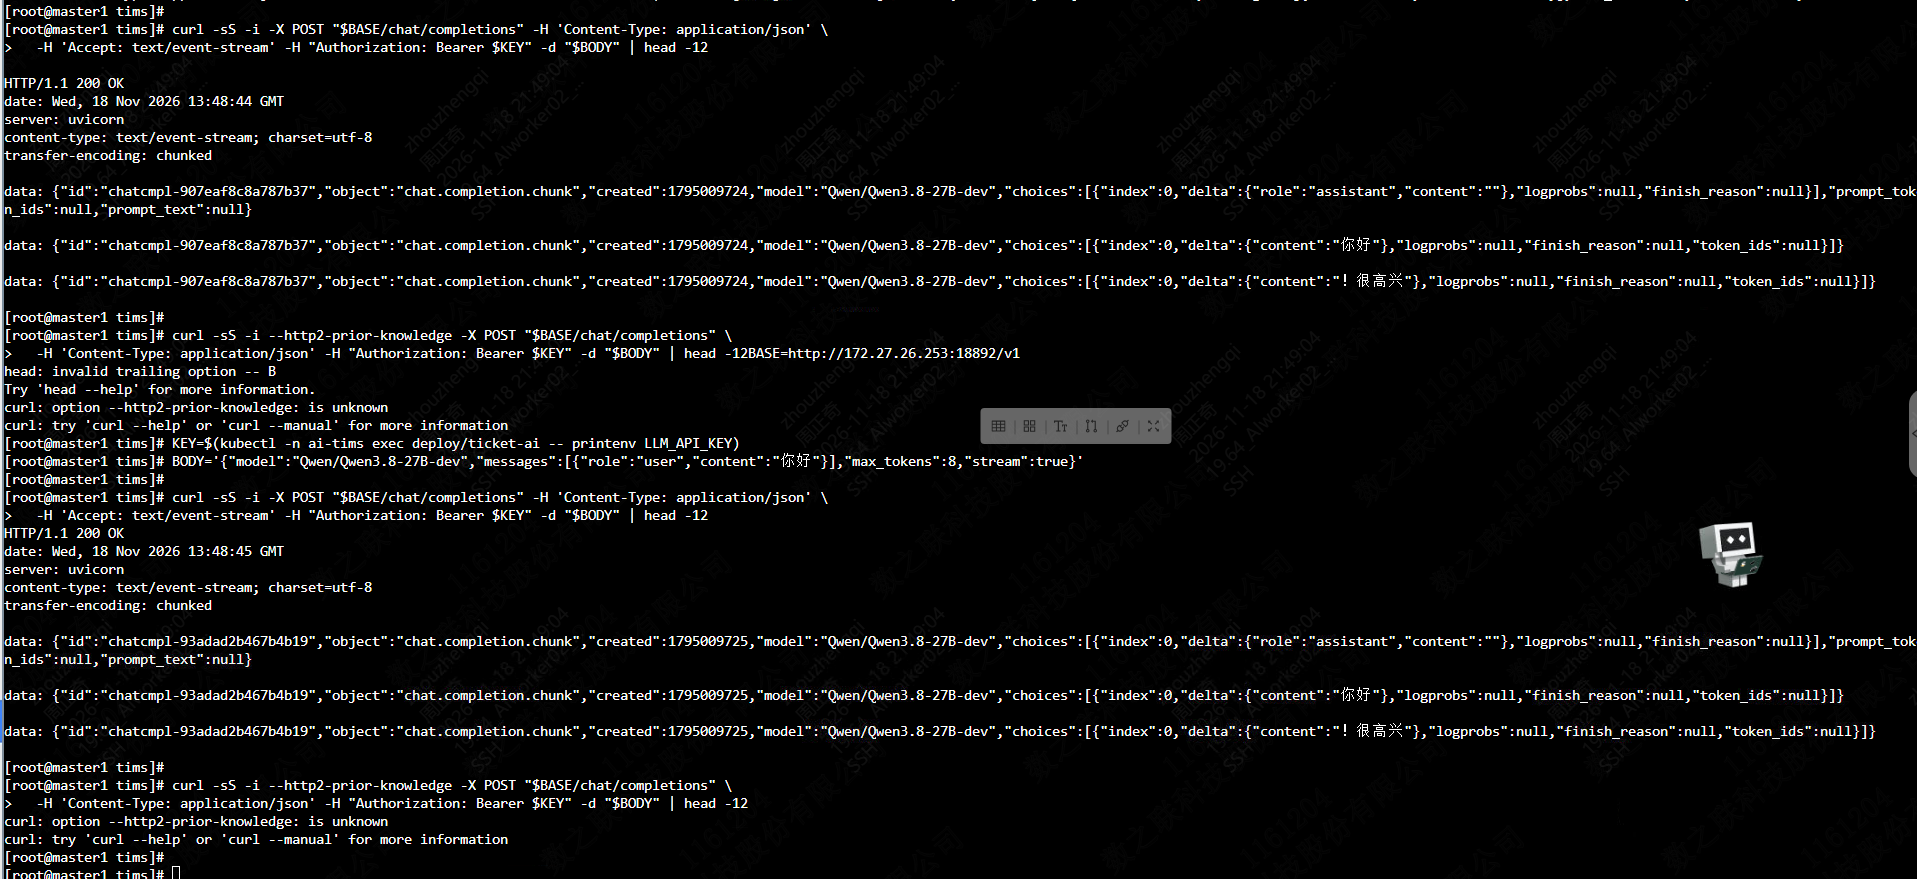 [root@master1 tims]#
[root@master1 tims]# curl -sS -i -X POST "$BASE/chat/completions" -H 'Content-Type: application/json' \
>   -H 'Accept: text/event-stream' -H "Authorization: Bearer $KEY" -d "$BODY" | head -12
HTTP/1.1 200 OK
date: Wed, 18 Nov 2026 13:48:44 GMT
server: uvicorn
content-type: text/event-stream; charset=utf-8
transfer-encoding: chunked
data: {"id":"chatcmpl-907eaf8c8a787b37","object":"chat.completion.chunk","created":1795009724,"model":"Qwen/Qwen3.8-27B-dev","choices":[{"index":0,"delta":{"role":"assistant","content":""},"logprobs":null,"finish_reason":null}],"prompt_tok
n_ids":null,"prompt_text":null}
data: {"id":"chatcmpl-907eaf8c8a787b37","object":"chat.completion.chunk","created":1795009724,"model":"Qwen/Qwen3.8-27B-dev","choices":[{"index":0,"delta":{"content":"你好"},"logprobs":null,"finish_reason":null,"token_ids":null}]}
data: {"id":"chatcmpl-907eaf8c8a787b37","object":"chat.completion.chunk","created":1795009724,"model":"Qwen/Qwen3.8-27B-dev","choices":[{"index":0,"delta":{"content":"！很高兴"},"logprobs":null,"finish_reason":null,"token_ids":null}]}
[root@master1 tims]#
[root@master1 tims]# curl -sS -i --http2-prior-knowledge -X POST "$BASE/chat/completions" \
>   -H 'Content-Type: application/json' -H "Authorization: Bearer $KEY" -d "$BODY" | head -12BASE=http://172.27.26.253:18892/v1
head: invalid trailing option -- B
Try 'head --help' for more information.
curl: option --http2-prior-knowledge: is unknown
curl: try 'curl --help' or 'curl --manual' for more information
[root@master1 tims]# KEY=$(kubectl -n ai-tims exec deploy/ticket-ai -- printenv LLM_API_KEY)
[root@master1 tims]# BODY='{"model":"Qwen/Qwen3.8-27B-dev","messages":[{"role":"user","content":"你好"}],"max_tokens":8,"stream":true}'
[root@master1 tims]#
[root@master1 tims]# curl -sS -i -X POST "$BASE/chat/completions" -H 'Content-Type: application/json' \
>   -H 'Accept: text/event-stream' -H "Authorization: Bearer $KEY" -d "$BODY" | head -12
HTTP/1.1 200 OK
date: Wed, 18 Nov 2026 13:48:45 GMT
server: uvicorn
content-type: text/event-stream; charset=utf-8
transfer-encoding: chunked
data: {"id":"chatcmpl-93adad2b467b4b19","object":"chat.completion.chunk","created":1795009725,"model":"Qwen/Qwen3.8-27B-dev","choices":[{"index":0,"delta":{"role":"assistant","content":""},"logprobs":null,"finish_reason":null}],"prompt_tok
n_ids":null,"prompt_text":null}
data: {"id":"chatcmpl-93adad2b467b4b19","object":"chat.completion.chunk","created":1795009725,"model":"Qwen/Qwen3.8-27B-dev","choices":[{"index":0,"delta":{"content":"你好"},"logprobs":null,"finish_reason":null,"token_ids":null}]}
data: {"id":"chatcmpl-93adad2b467b4b19","object":"chat.completion.chunk","created":1795009725,"model":"Qwen/Qwen3.8-27B-dev","choices":[{"index":0,"delta":{"content":"！很高兴"},"logprobs":null,"finish_reason":null,"token_ids":null}]}
[root@master1 tims]#
[root@master1 tims]# curl -sS -i --http2-prior-knowledge -X POST "$BASE/chat/completions" \
>   -H 'Content-Type: application/json' -H "Authorization: Bearer $KEY" -d "$BODY" | head -12
curl: option --http2-prior-knowledge: is unknown
curl: try 'curl --help' or 'curl --manual' for more information
[root@master1 tims]#
[root@master1 tims]#